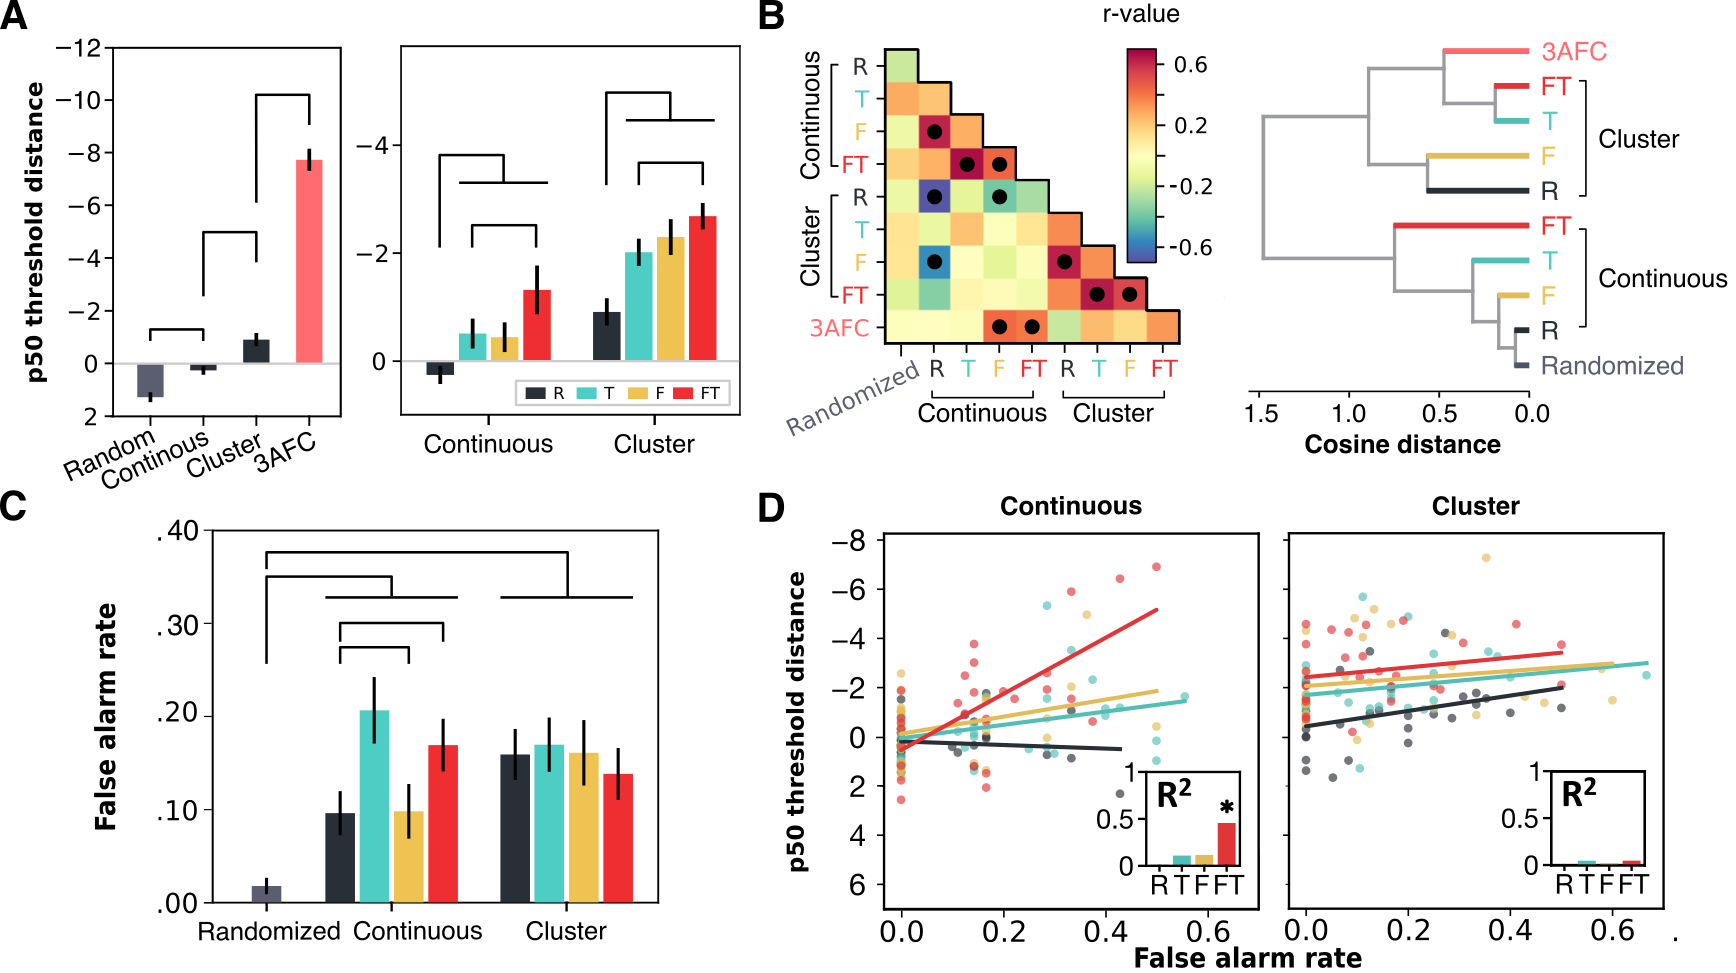 A
p50 threshold distance
−12
−10
−8
−6
−4
−2
0
2
Random
Continous
Cluster
3AFC
−4
−2
0
R T F FT
Continuous
Cluster
B
r-value
0.6
0.2
-0.2
-0.6
Continuous
R
T
F
FT
Cluster
R
T
F
FT
3AFC
Randomized
R T F FT R T F FT
Continuous Cluster
3AFC
FT
T
F
R
Cluster
FT
T
F
R
Continuous
Randomized
1.5 1.0 0.5 0.0
Cosine distance
C
False alarm rate
.40
.30
.20
.10
.00
Randomized Continuous Cluster
D
Continuous
Cluster
p50 threshold distance
−8
−6
−4
−2
0
2
4
6
R²
1
0.5
0
*
R T F FT
R²
1
0.5
0
R T F FT
0.0 0.2 0.4 0.6
0.0 0.2 0.4 0.6
.
False alarm rate